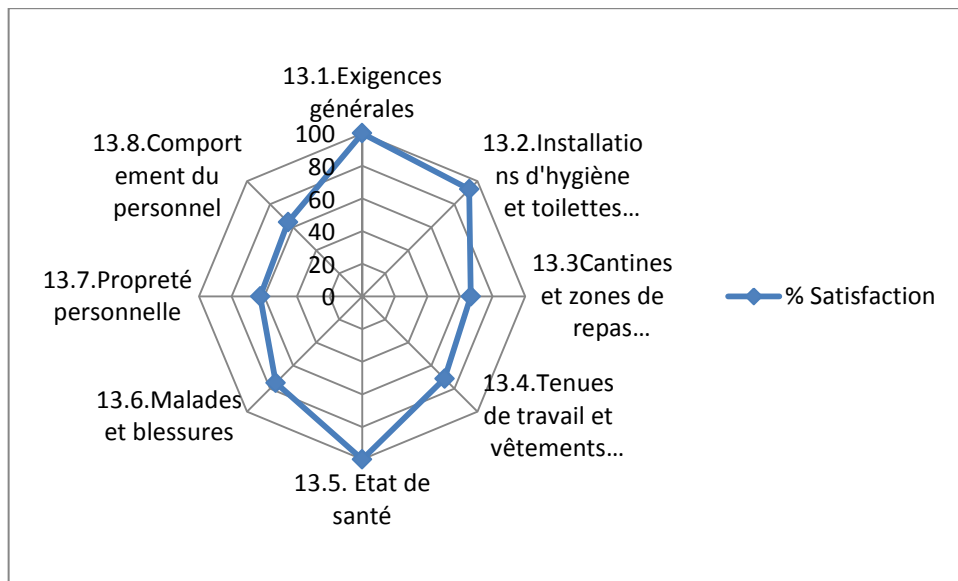 13.1.Exigences
générales
13.2.Installatio
ns d'hygiène
et toilettes...
13.3Cantines
et zones de
repas...
13.4.Tenues
de travail et
vêtements...
13.5. Etat de
santé
13.6.Malades
et blessures
13.7.Propreté
personnelle
13.8.Comport
ement du
personnel
100
80
60
40
20
0
% Satisfaction